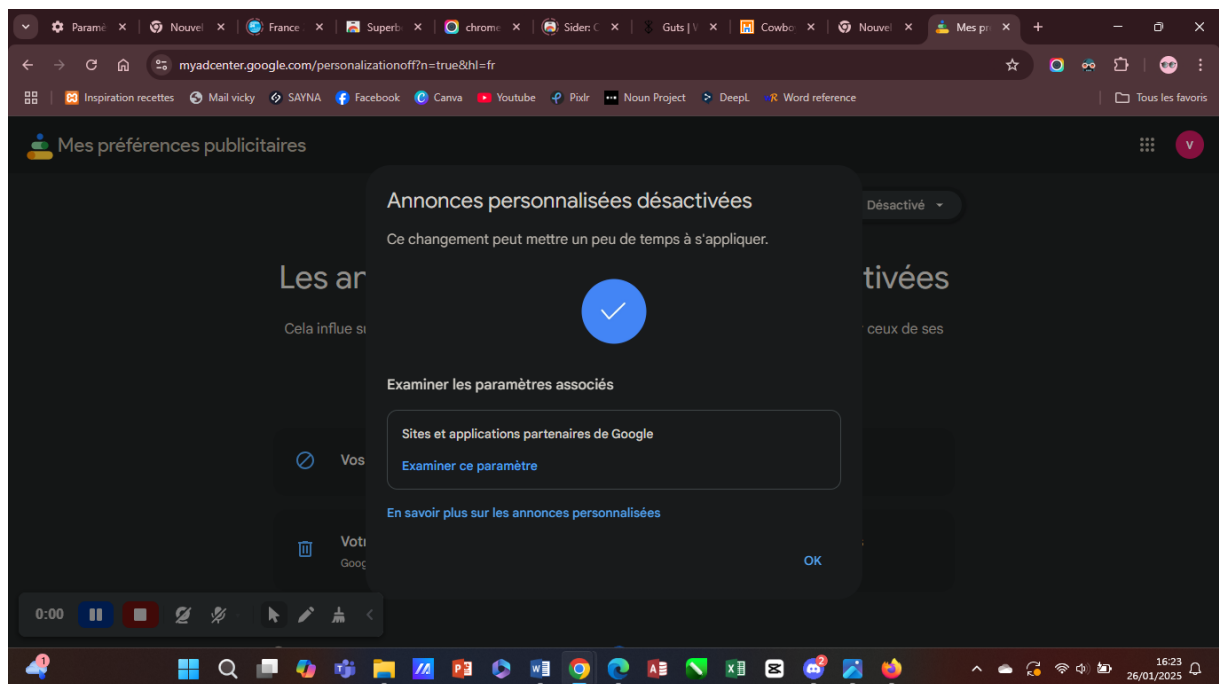 Paramè
Nouvel
France
Superb
chrome
Sider: C
Guts | V
Cowbo
Nouvel
Mes pr
myadcenter.google.com/personalizationoff?n=true&hl=fr
Inspiration recettes
Mail vicky
SAYNA
Facebook
Canva
Youtube
Pixlr
Noun Project
DeepL
Word reference
Tous les favoris
Mes préférences publicitaires
V
Annonces personnalisées désactivées
Désactivé
Ce changement peut mettre un peu de temps à s'appliquer.
Les an
tivées
Cela influe su
ceux de ses
Examiner les paramètres associés
Sites et applications partenaires de Google
Vos
Examiner ce paramètre
En savoir plus sur les annonces personnalisées
Votr
Goog
OK
0:00
16:23
26/01/2025